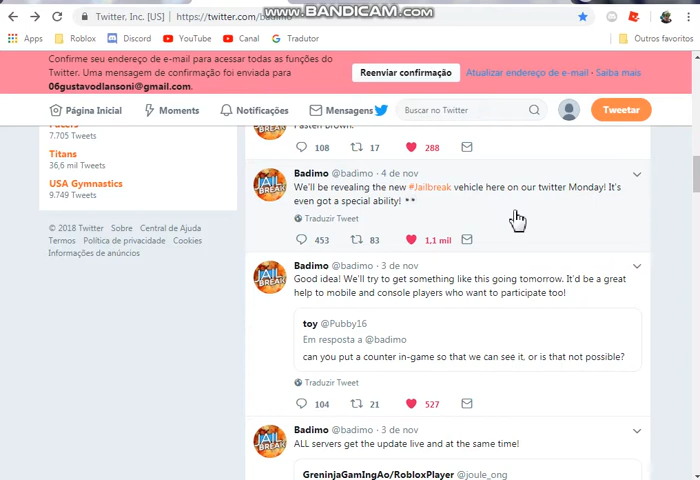 www.BANDICAM.com
Twitter, Inc. [US] | https://twitter.com/badimo
Apps Roblox Discord YouTube Canal Tradutor Outros favoritos
Confirme seu endereço de e-mail para acessar todas as funções do
Twitter. Uma mensagem de confirmação foi enviada para
06gustavodlansoni@gmail.com.
Reenviar confirmação Atualizar endereço de e-mail · Saiba mais
Página Inicial Moments Notificações Mensagens Buscar no Twitter Tweetar
7.705 Tweets
Titans
36,6 mil Tweets
USA Gymnastics
9.749 Tweets
© 2018 Twitter Sobre Central de Ajuda
Termos Política de privacidade Cookies
Informações de anúncios
108 17 288
Badimo @badimo · 4 de nov
We'll be revealing the new #Jailbreak vehicle here on our twitter Monday! It's
even got a special ability! 👀
Traduzir Tweet
453 83 1,1 mil
Badimo @badimo · 3 de nov
Good idea! We'll try to get something like this going tomorrow. It'd be a great
help to mobile and console players who want to participate too!
toy @Pubby16
Em resposta a @badimo
can you put a counter in-game so that we can see it, or is that not possible?
Traduzir Tweet
104 21 527
Badimo @badimo · 3 de nov
ALL servers get the update live and at the same time!
GreninjaGamIngAo/RobloxPlayer @joule_ong
JAIL
BREAK
JAIL
BREAK
JAIL
BREAK